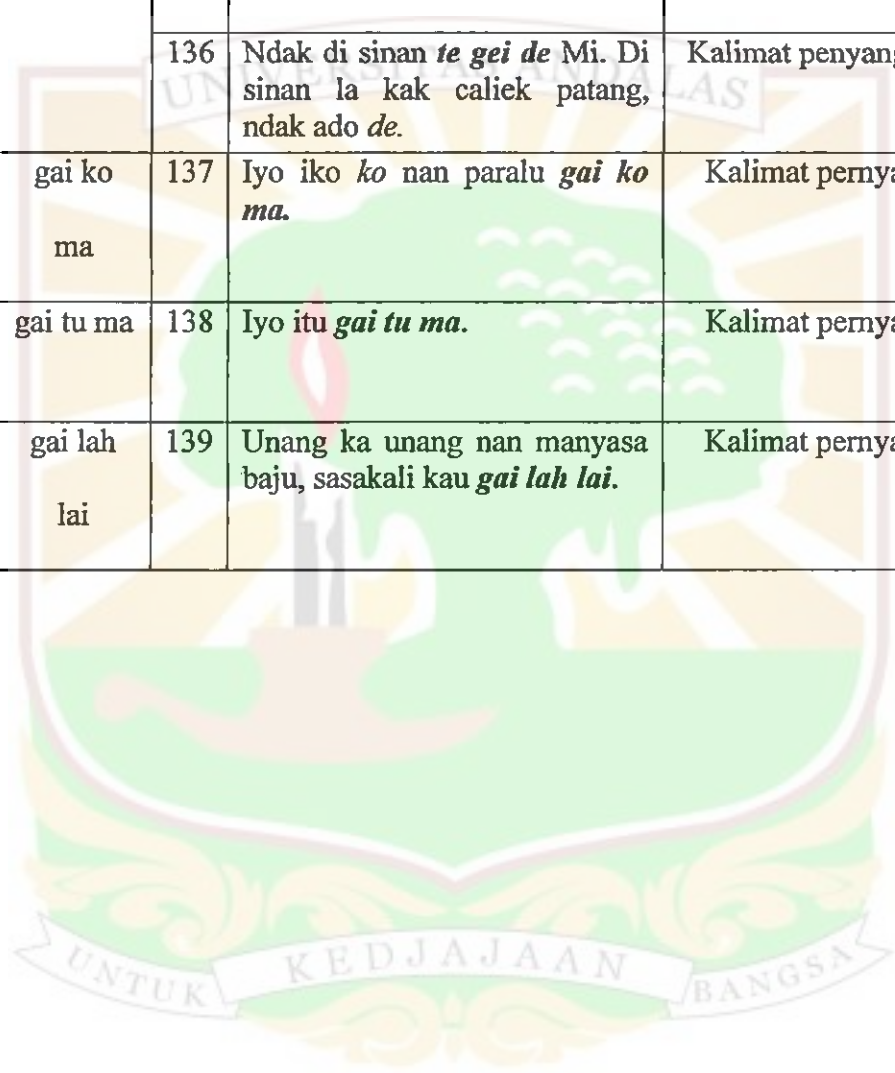 136 Ndak di sinan te gei de Mi. Di Kalimat penyang
sinan la kak caliek patang,
ndak ado de.
gai ko 137 Iyo iko ko nan paralu gai ko Kalimat pernya
ma.
ma
gai tu ma 138 Iyo itu gai tu ma. Kalimat pernya
gai lah 139 Unang ka unang nan manyasa Kalimat pernya
baju, sasakali kau gai lah lai.
lai
UNIVERSITAS ANDALAS
UNTUK KEDJAJAAN BANGSA